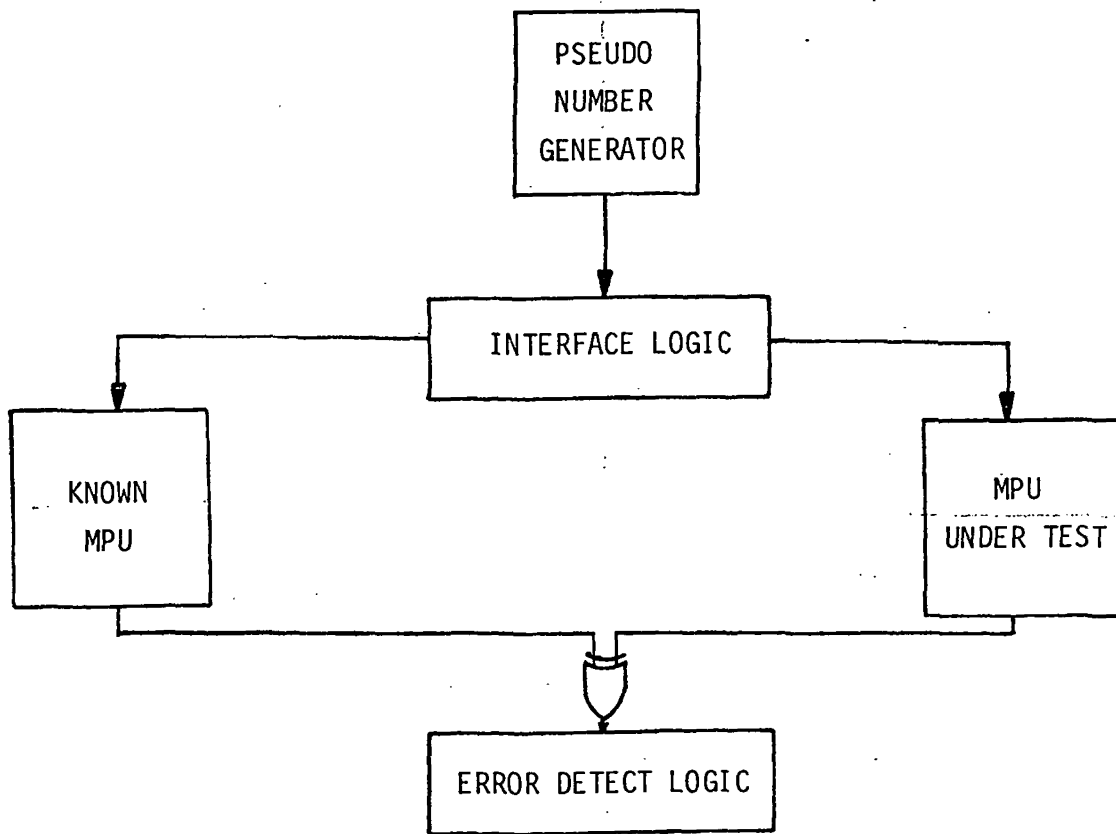 PSEUDO
NUMBER
GENERATOR
INTERFACE LOGIC
KNOWN
MPU
MPU
UNDER TEST
ERROR DETECT LOGIC